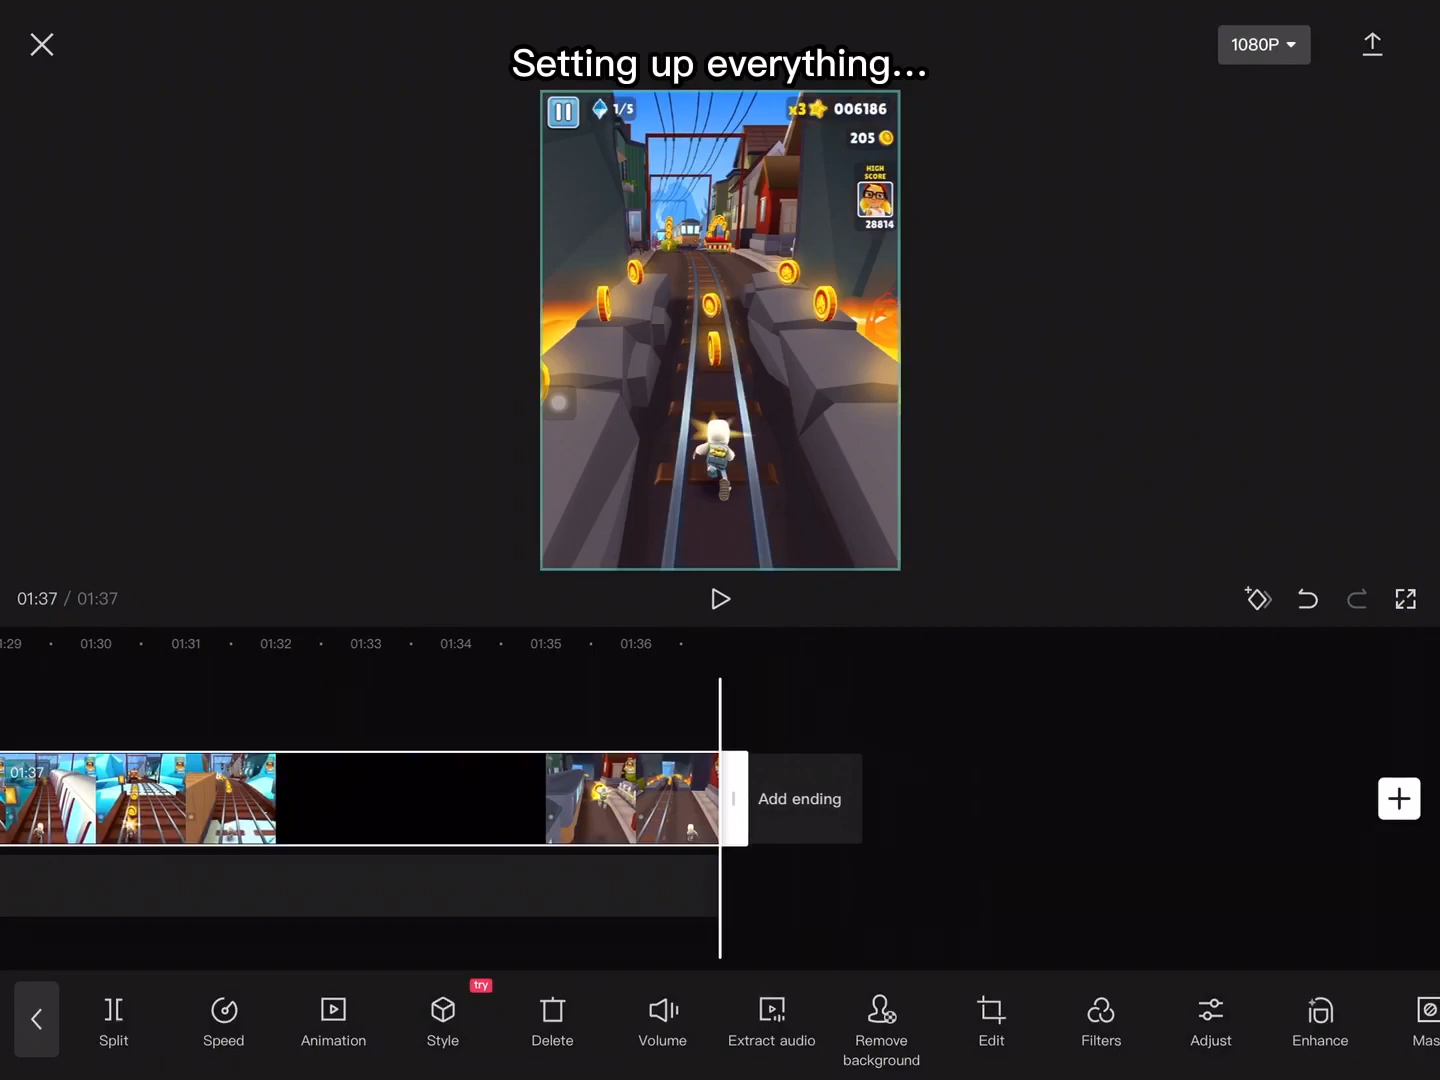 Setting up everything...
1080P
1/5
x3 006186
205
HIGH
SCORE
28814
01:37 / 01:37
01:30
01:31
01:32
01:33
01:34
01:35
01:36
01:37
Add ending
try
Split
Speed
Animation
Style
Delete
Volume
Extract audio
Remove
background
Edit
Filters
Adjust
Enhance